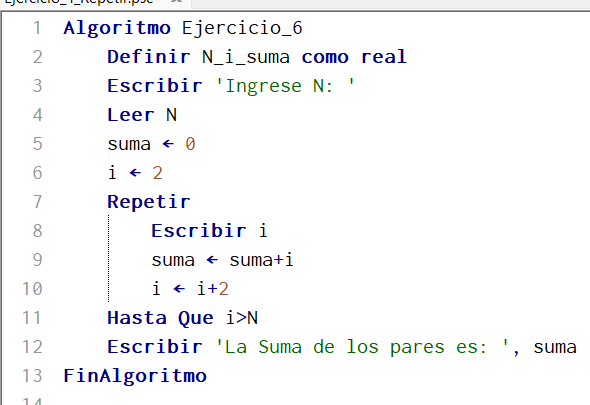 Ejercicio_4_Repetir.psc
1 Algoritmo Ejercicio_6
2 Definir N_i_suma como real
3 Escribir 'Ingrese N: '
4 Leer N
5 suma ← 0
6 i ← 2
7 Repetir
8 Escribir i
9 suma ← suma+i
10 i ← i+2
11 Hasta Que i>N
12 Escribir 'La Suma de los pares es: ', suma
13 FinAlgoritmo
14